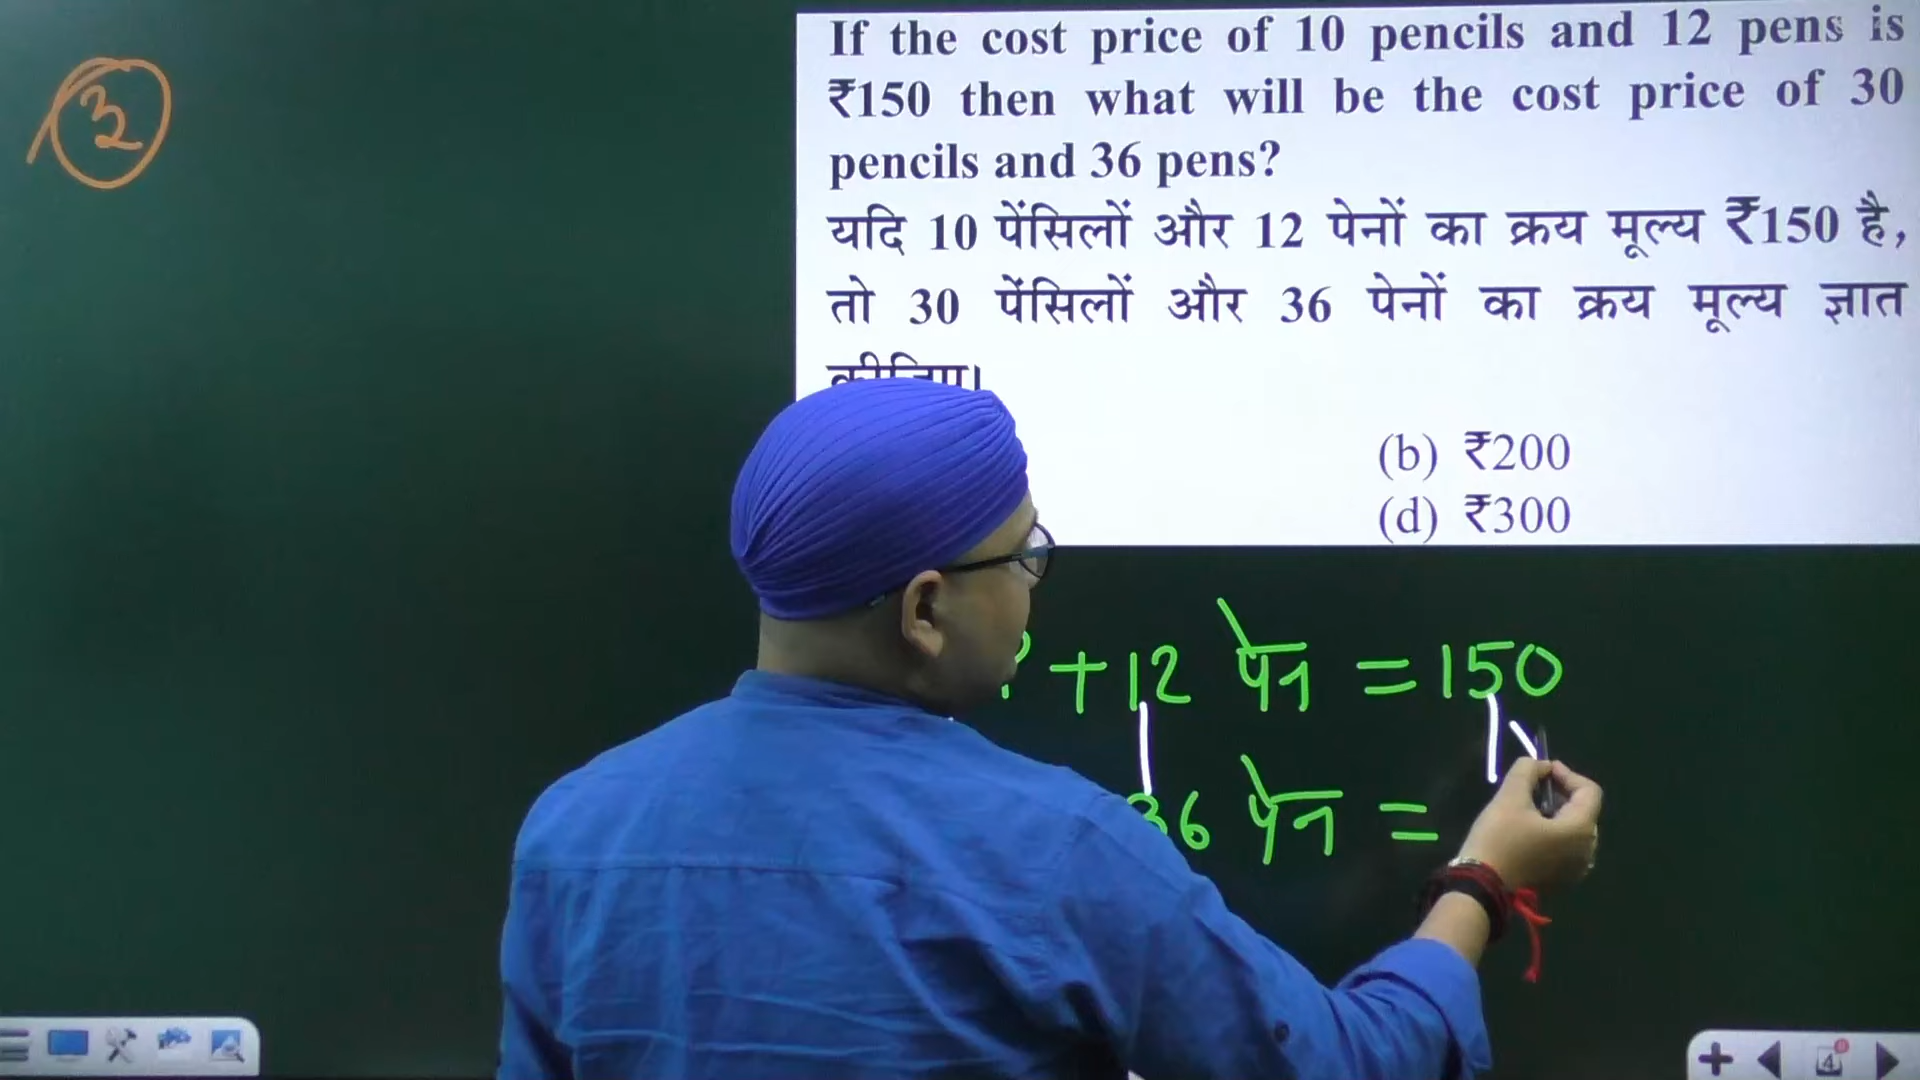 3
If the cost price of 10 pencils and 12 pens is
₹150 then what will be the cost price of 30
pencils and 36 pens?
यदि 10 पेंसिलों और 12 पेनों का क्रय मूल्य ₹150 है,
तो 30 पेंसिलों और 36 पेनों का क्रय मूल्य ज्ञात
कीजिए।
(b) ₹200
(d) ₹300
+ 12 पेन = 150
36 पेन =
4